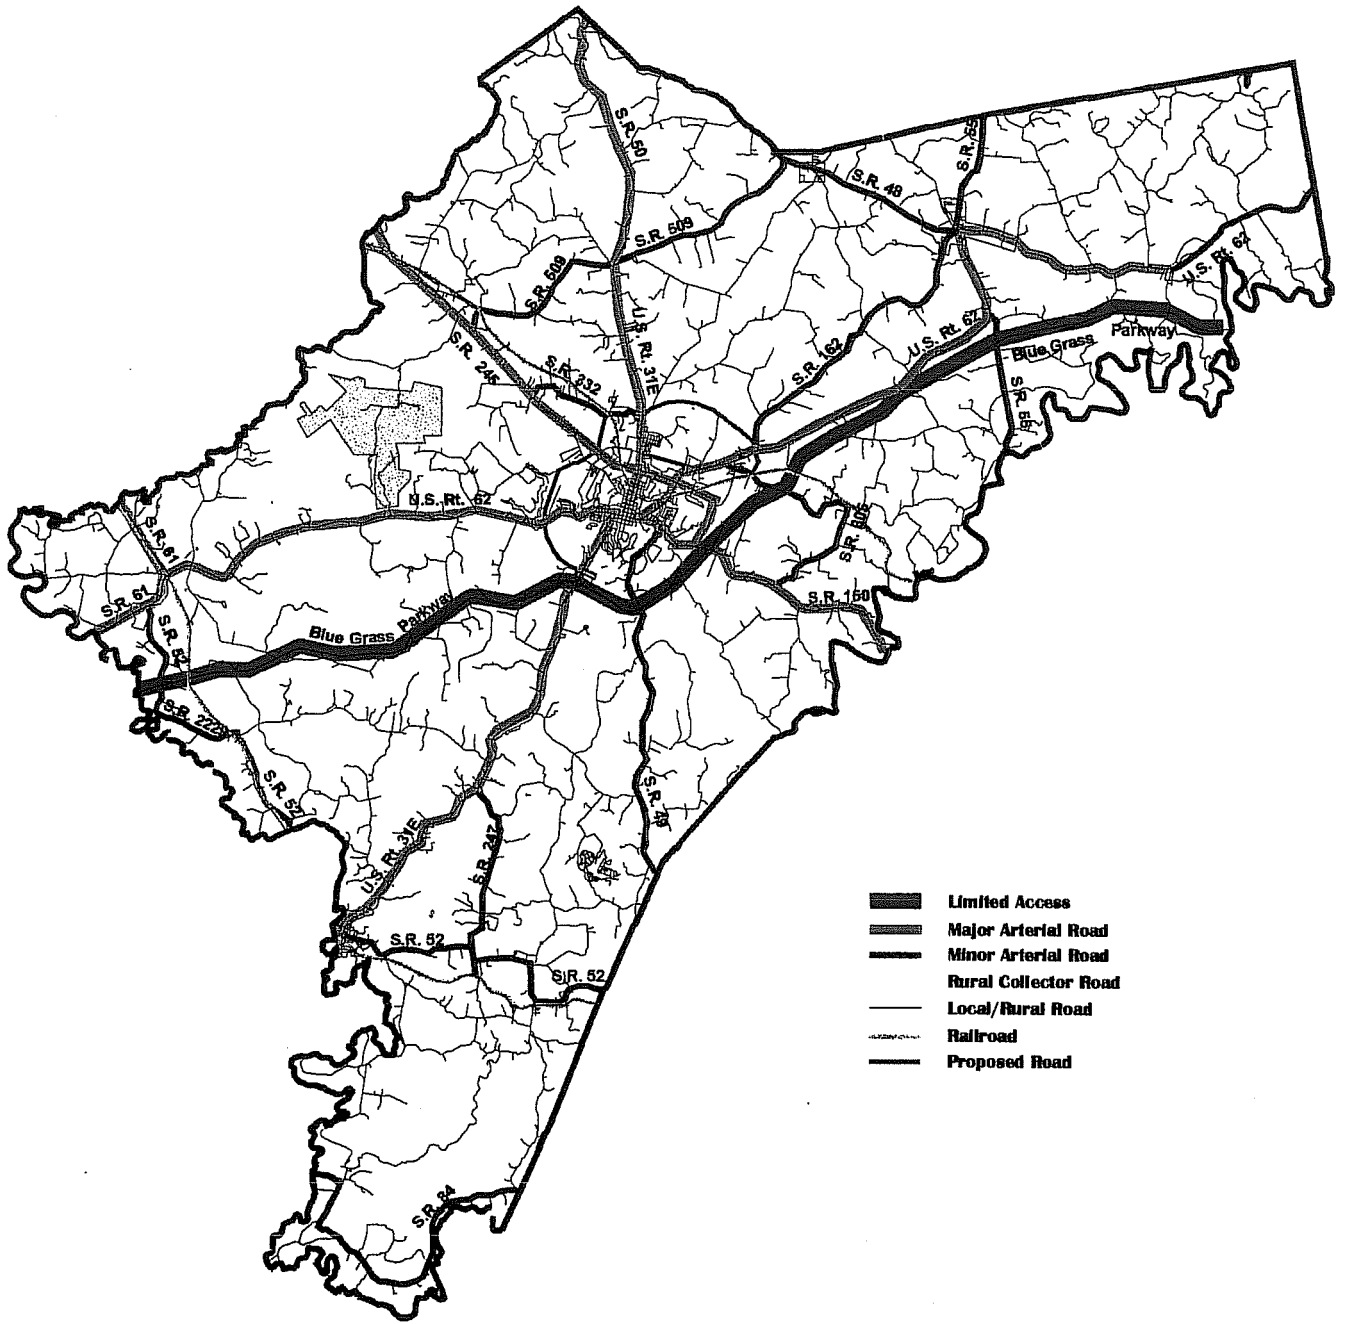 S.R. 50
S.R. 55
S.R. 48
S.R. 509
U.S. Rt. 62
S.R. 509
U.S. Rt. 31E
Parkway
U.S. Rt. 62
Blue Grass
S.R. 245
S.R. 332
S.R. 162
S.R. 55
U.S. Rt. 62
S.R. 61
S.R. 605
S.R. 61
S.R. 150
S.R. 52
Blue Grass Parkway
S.R. 222
S.R. 52
S.R. 49
U.S. Rt. 31E
S.R. 247
S.R. 52
S.R. 52
S.R. 84
Limited Access
Major Arterial Road
Minor Arterial Road
Rural Collector Road
Local/Rural Road
Railroad
Proposed Road